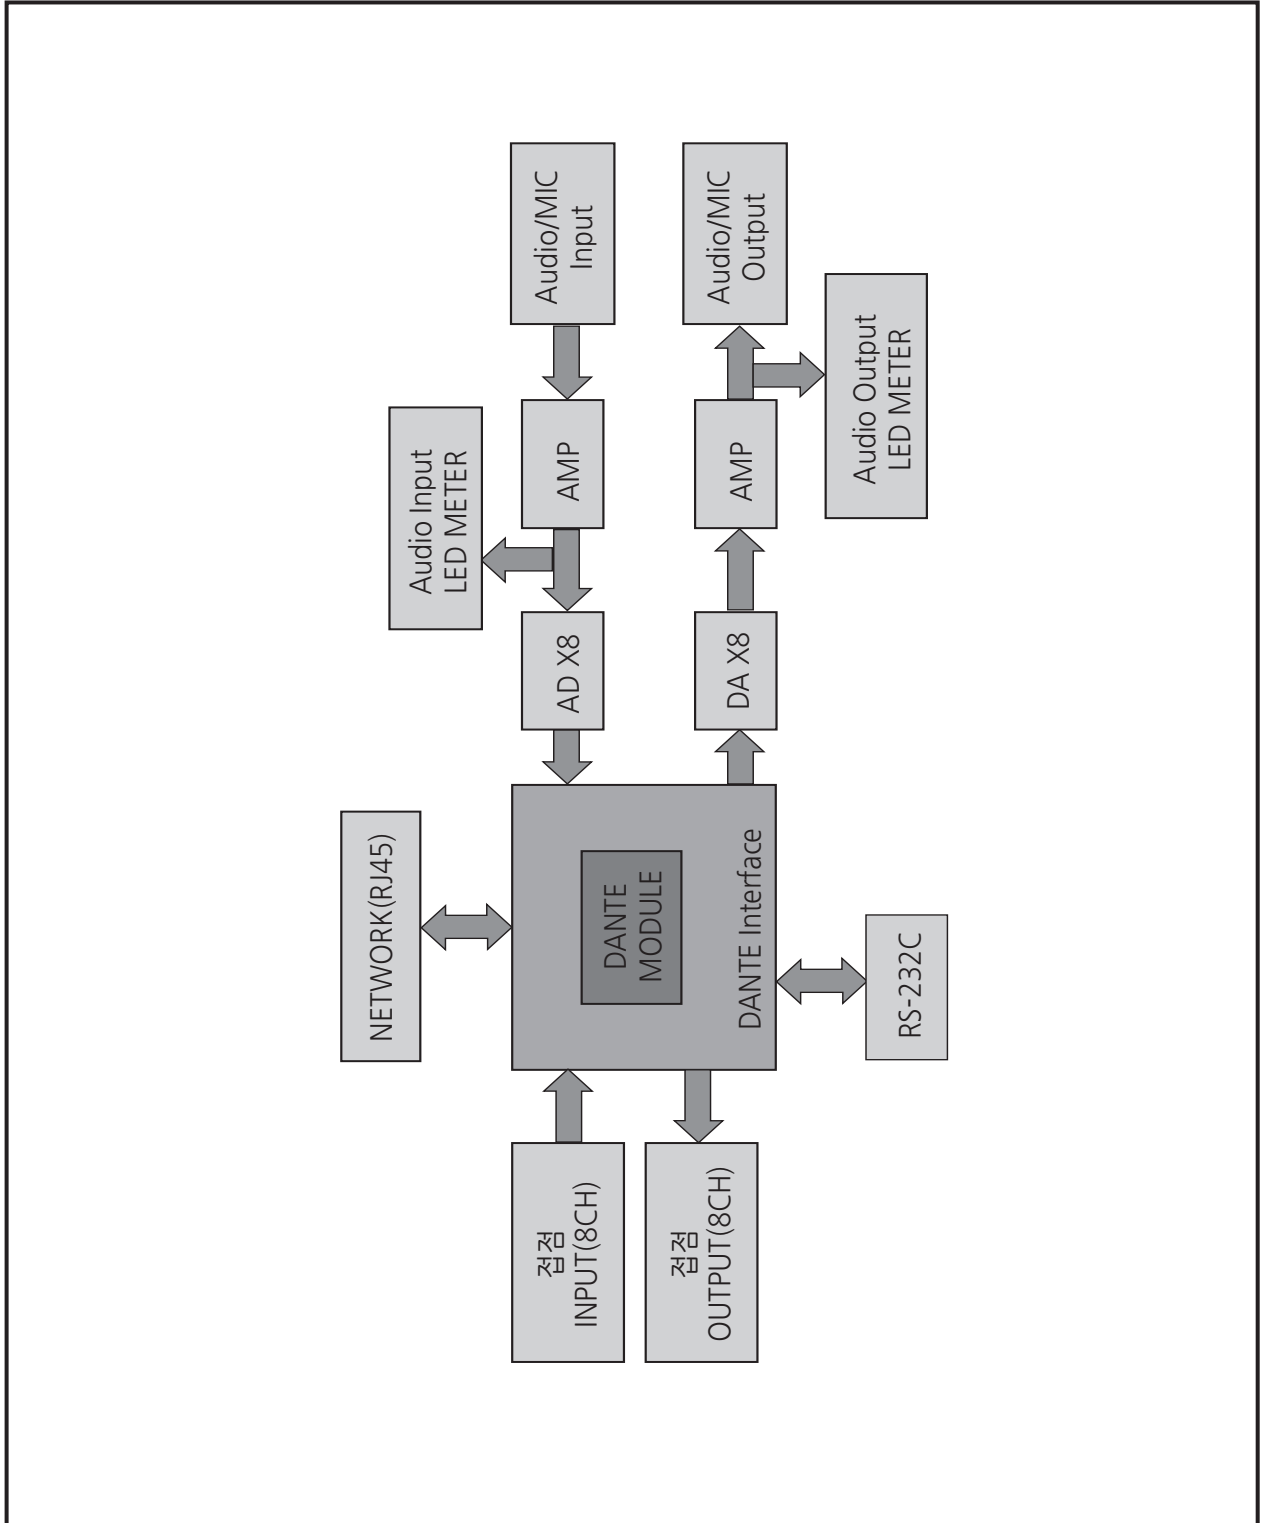 NETWORK(RJ45)
Audio Input
LED METER
접점
INPUT(8CH)
AD X8
AMP
Audio/MIC
Input
DANTE
MODULE
DANTE Interface
접점
OUTPUT(8CH)
DA X8
AMP
Audio/MIC
Output
RS-232C
Audio Output
LED METER